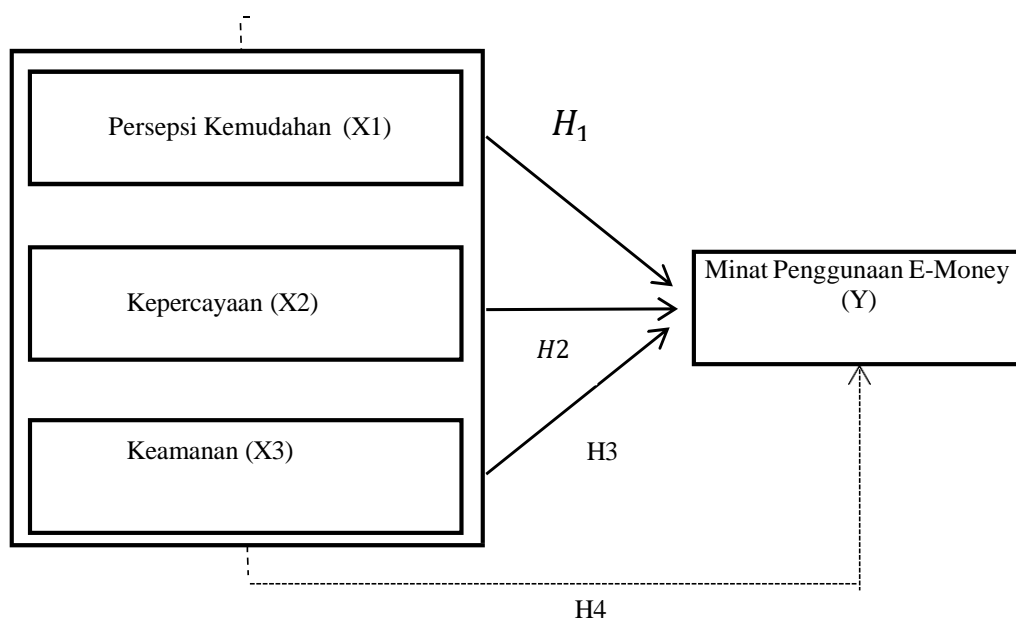 Persepsi Kemudahan (X1)
H₁
Kepercayaan (X2)
Minat Penggunaan E-Money
(Y)
H2
Keamanan (X3)
H3
H4